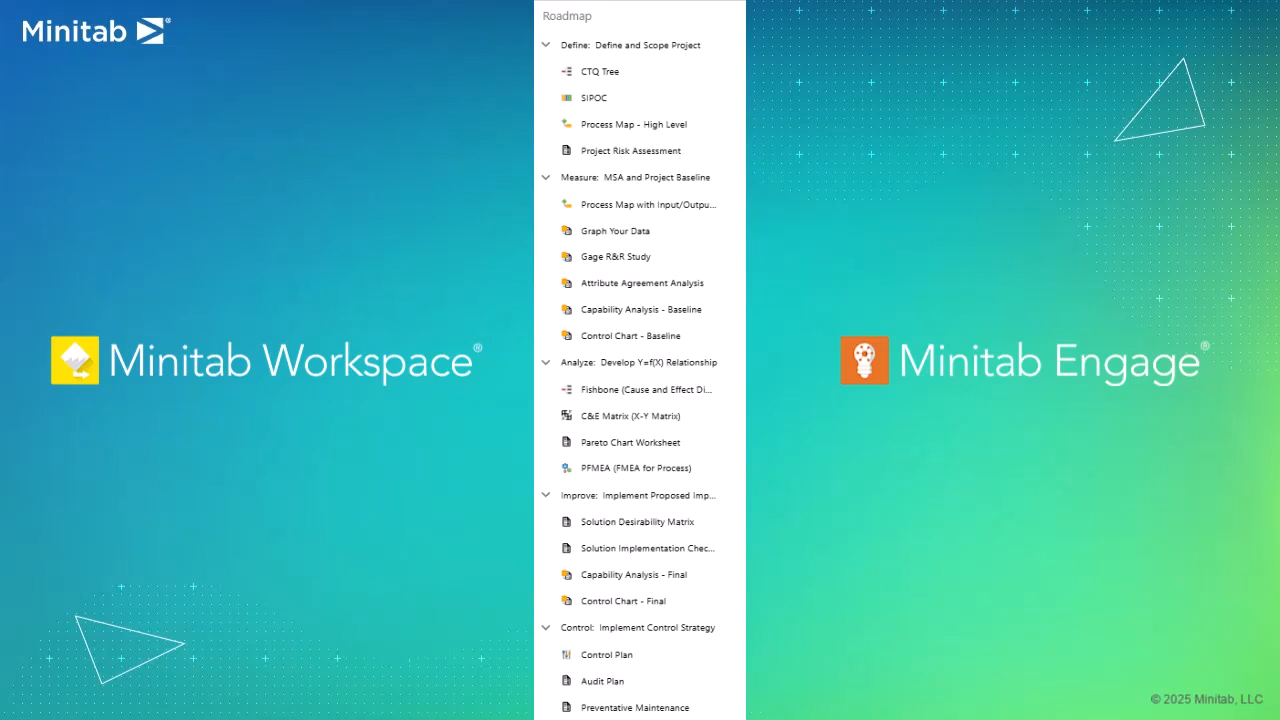 Minitab
Roadmap
Define: Define and Scope Project
CTQ Tree
SIPOC
Process Map - High Level
Project Risk Assessment
Measure: MSA and Project Baseline
Process Map with Input/Outpu...
Graph Your Data
Gage R&R Study
Attribute Agreement Analysis
Capability Analysis - Baseline
Control Chart - Baseline
Analyze: Develop Y=f(X) Relationship
Fishbone (Cause and Effect Di...
C&E Matrix (X-Y Matrix)
Pareto Chart Worksheet
PFMEA (FMEA for Process)
Improve: Implement Proposed Imp...
Solution Desirability Matrix
Solution Implementation Chec...
Capability Analysis - Final
Control Chart - Final
Control: Implement Control Strategy
Control Plan
Audit Plan
Preventative Maintenance
Minitab Workspace®
Minitab Engage®
© 2025 Minitab, LLC